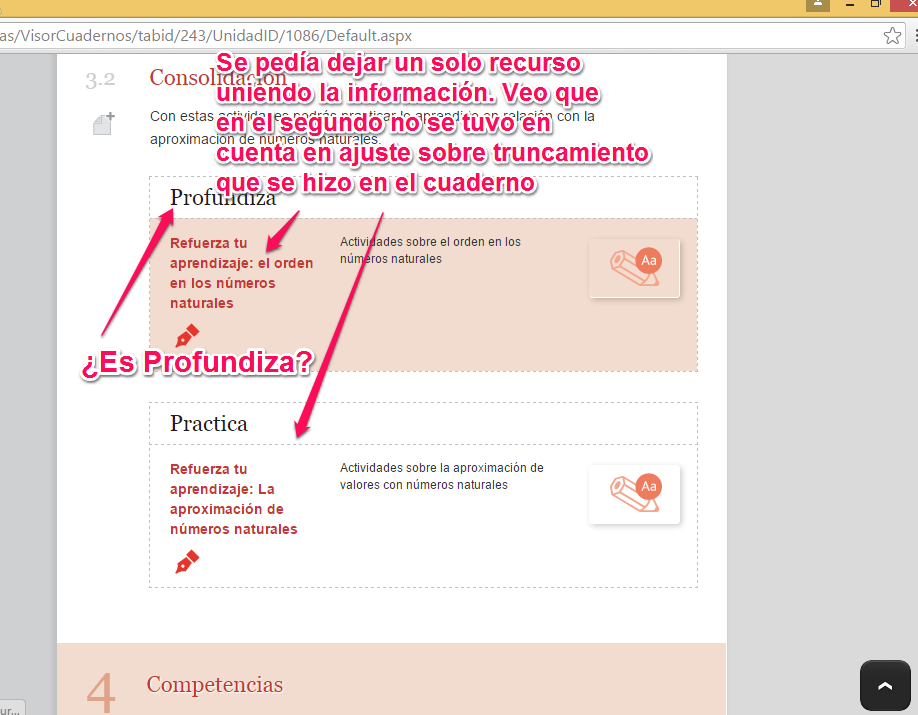 as/VisorCuadernos/tabid/243/UnidadID/1086/Default.aspx
Se pedía dejar un solo recurso
uniendo la información. Veo que
en el segundo no se tuvo en
cuenta en ajuste sobre truncamiento
que se hizo en el cuaderno
3.2 Consolidación
Con estas actividades podrás practicar lo aprendido en relación con la
aproximación de números naturales.
Profundiza
Refuerza tu
aprendizaje: el orden
en los números
naturales
Actividades sobre el orden en los
números naturales
Aa
¿Es Profundiza?
Practica
Refuerza tu
aprendizaje: La
aproximación de
números naturales
Actividades sobre la aproximación de
valores con números naturales
Aa
4 Competencias
ur...